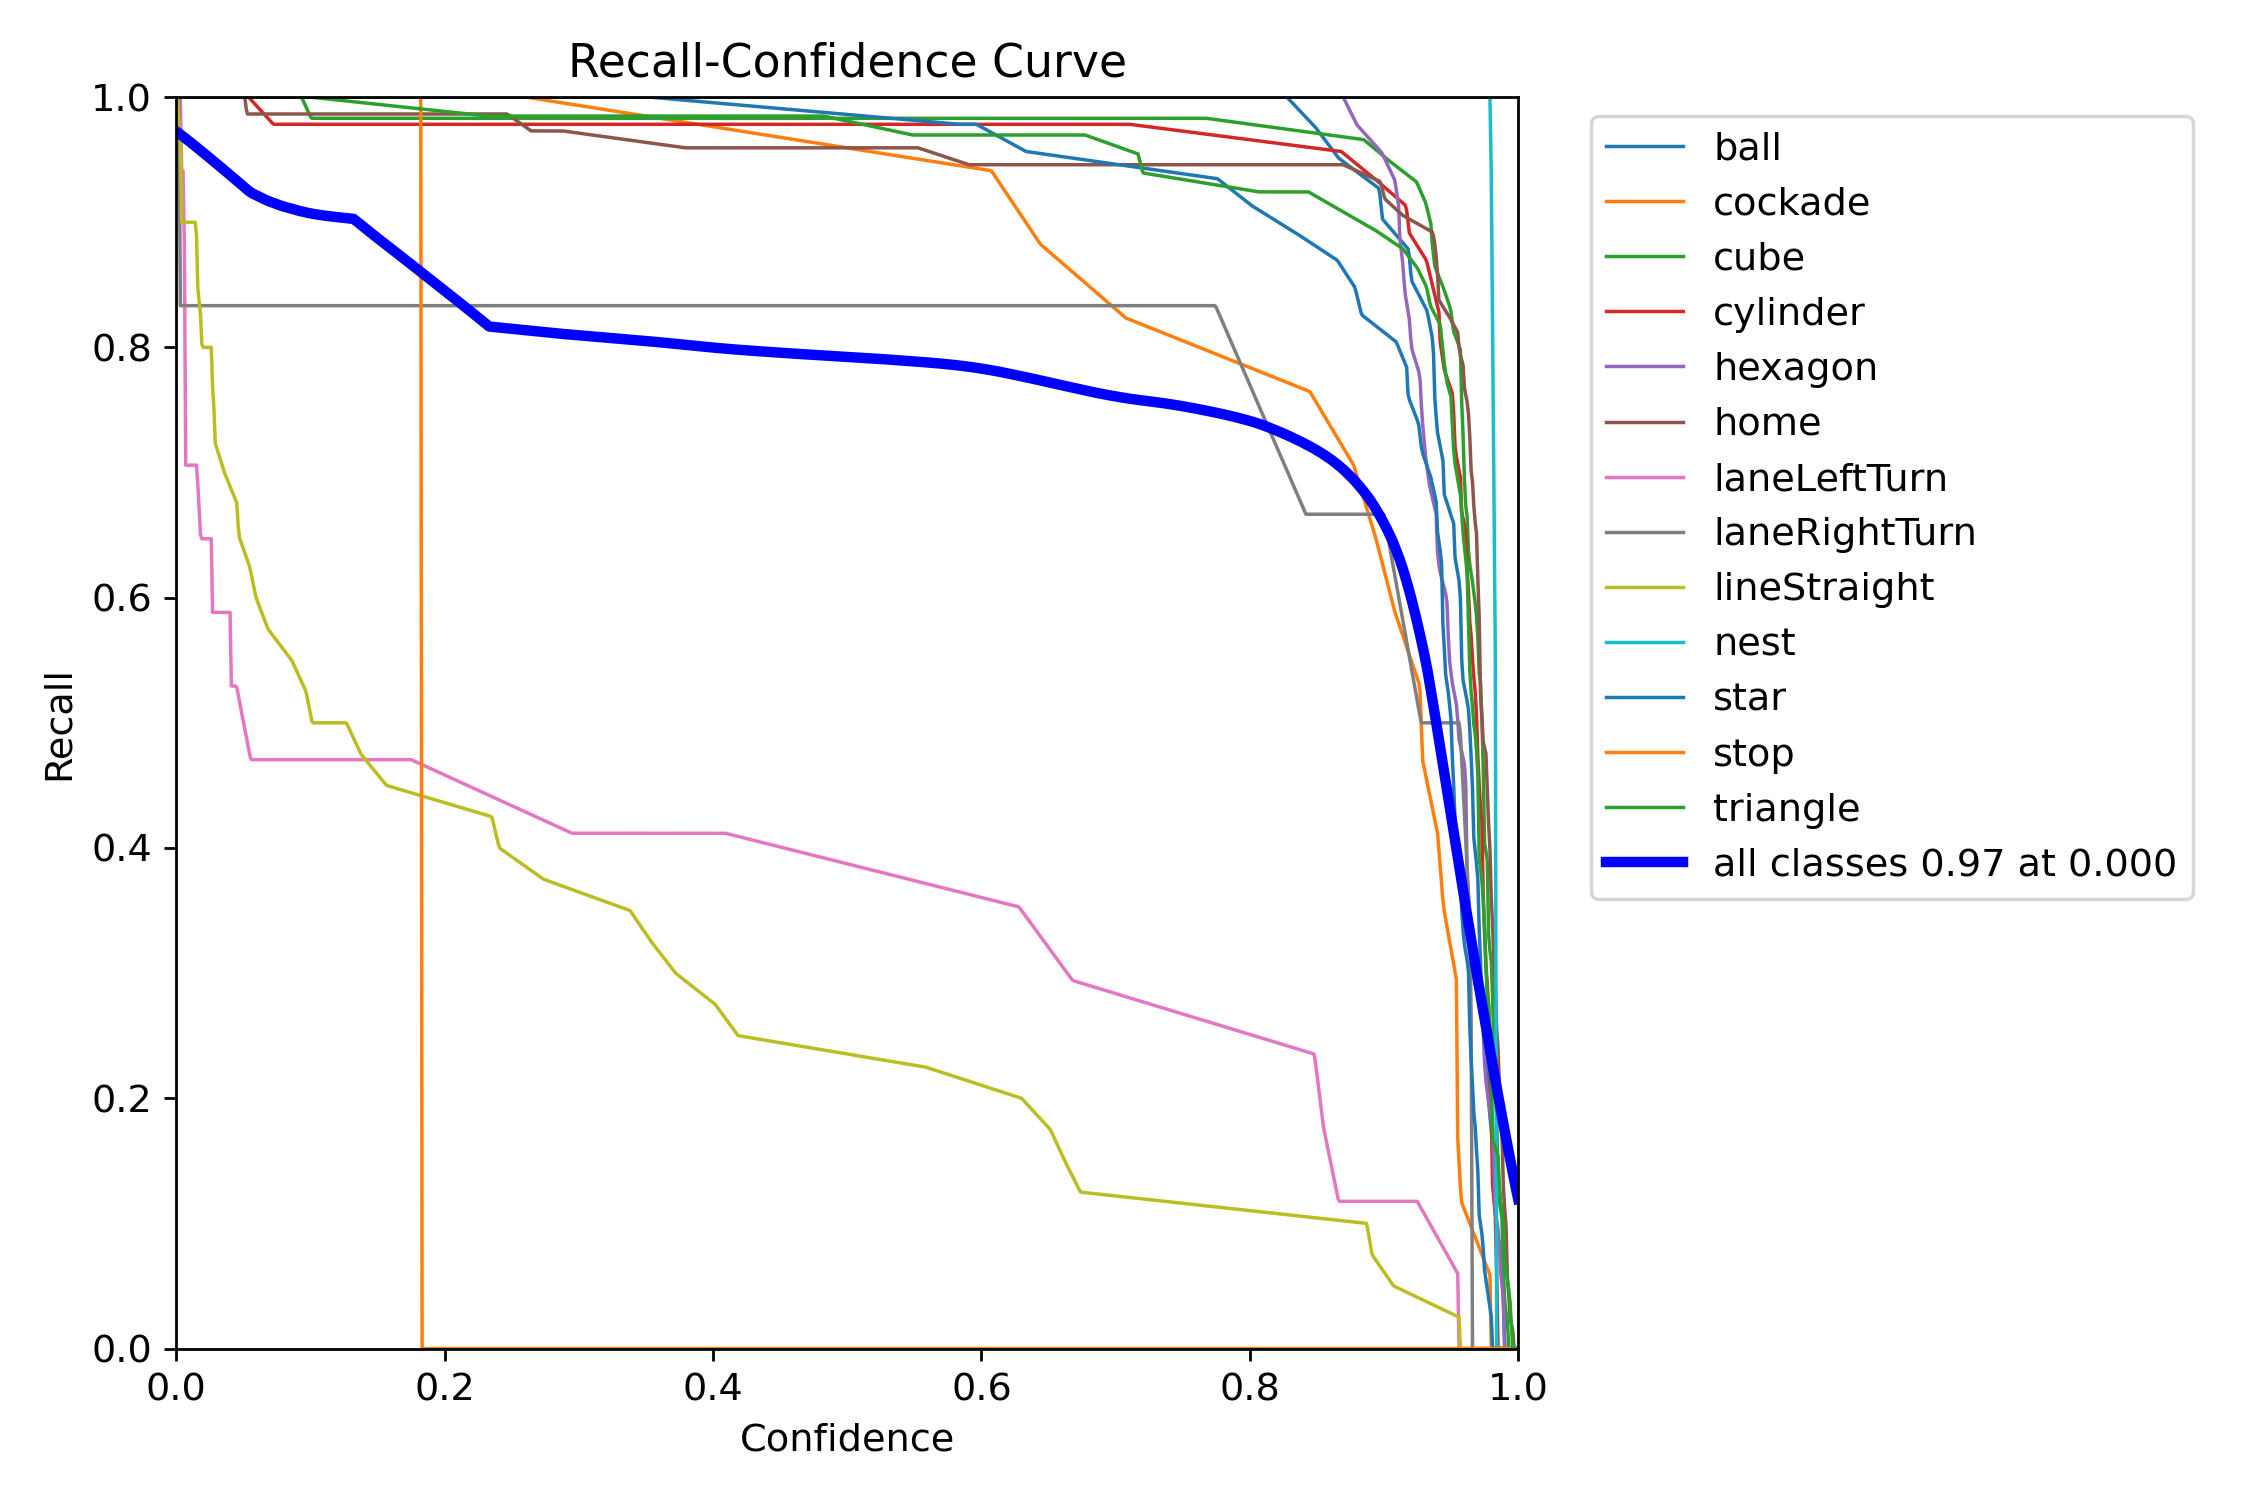 Recall-Confidence Curve
1.0
0.8
0.6
0.4
0.2
0.0
Recall
0.0 0.2 0.4 0.6 0.8 1.0
Confidence
ball
cockade
cube
cylinder
hexagon
home
laneLeftTurn
laneRightTurn
lineStraight
nest
star
stop
triangle
all classes 0.97 at 0.000